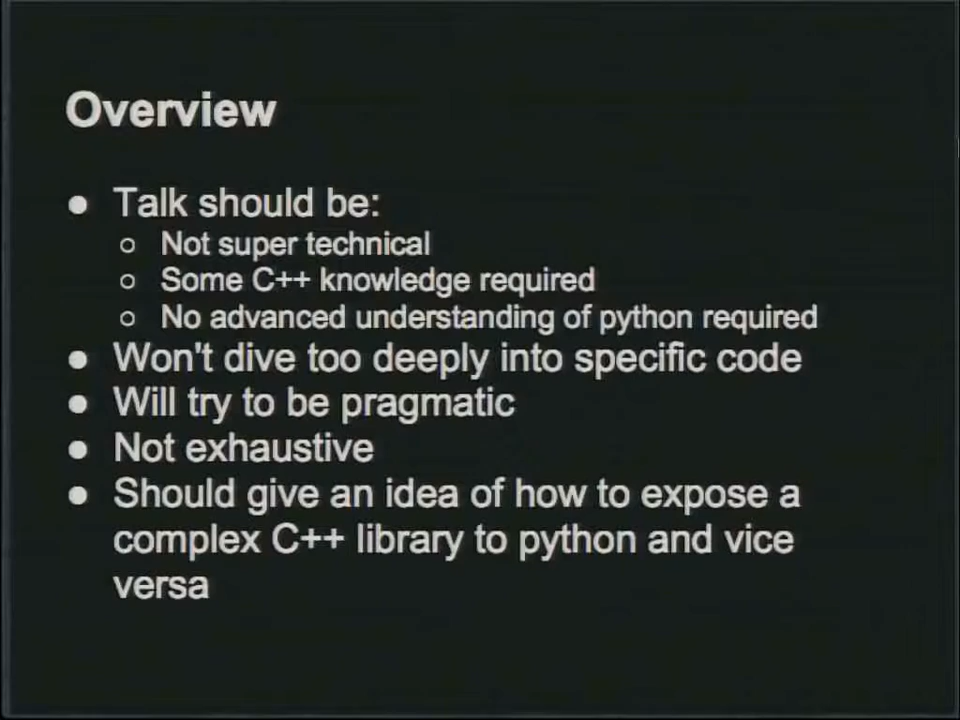 Overview
● Talk should be:
○ Not super technical
○ Some C++ knowledge required
○ No advanced understanding of python required
● Won't dive too deeply into specific code
● Will try to be pragmatic
● Not exhaustive
● Should give an idea of how to expose a
complex C++ library to python and vice
versa